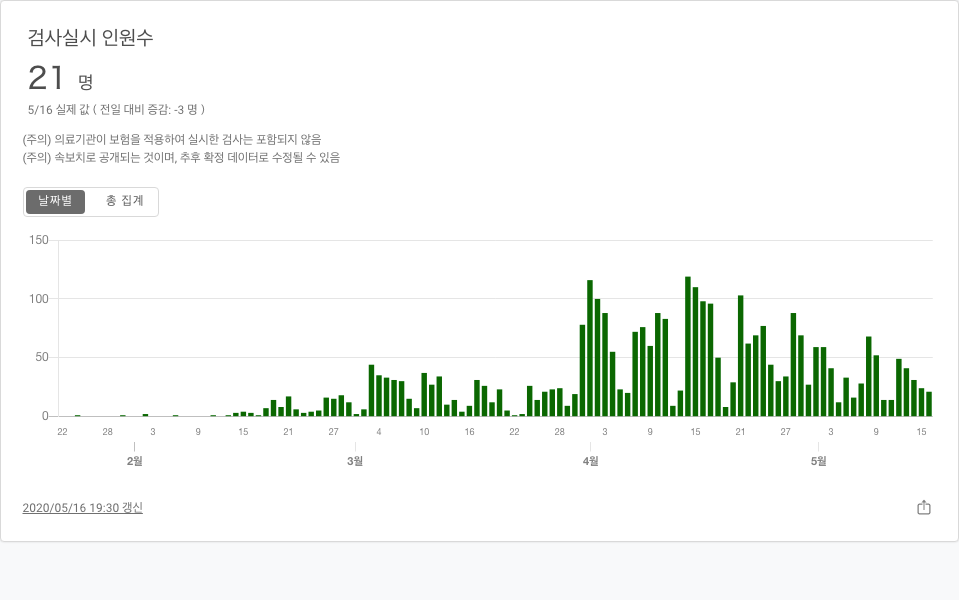 검사실시 인원수
21 명
5/16 실제 값 ( 전일 대비 증감: -3 명 )
(주의) 의료기관이 보험을 적용하여 실시한 검사는 포함되지 않음
(주의) 속보치로 공개되는 것이며, 추후 확정 데이터로 수정될 수 있음
날짜별 총 집계
150
100
50
0
22 28 3 9 15 21 27 4 10 16 22 28 3 9 15 21 27 3 9 15
2월 3월 4월 5월
2020/05/16 19:30 갱신